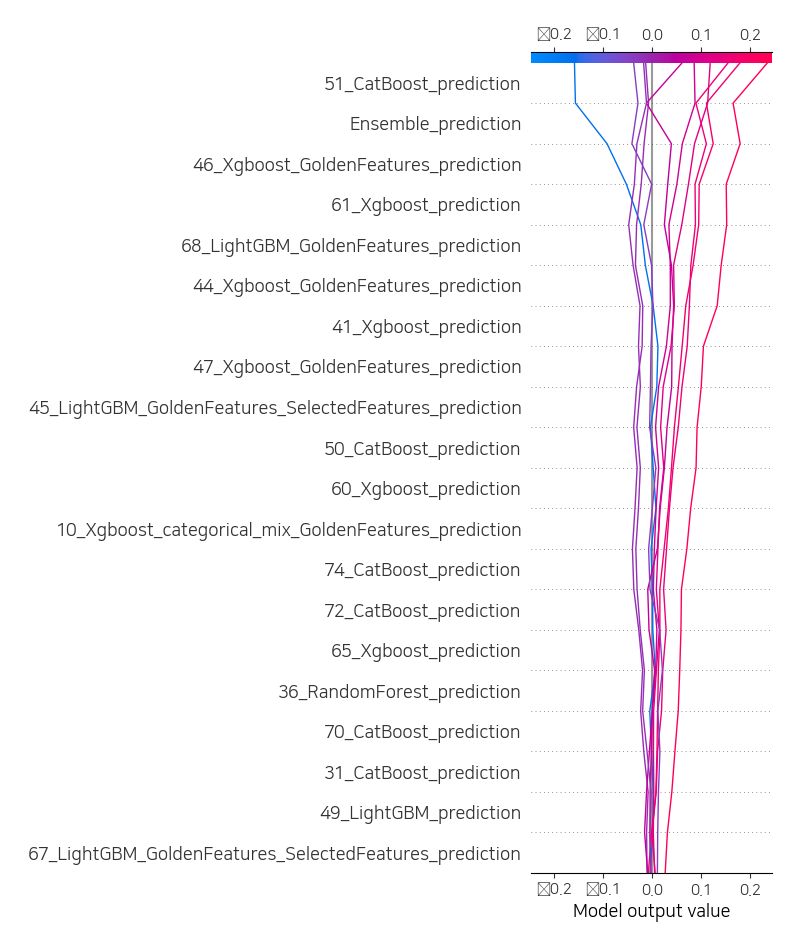 0.2 0.1 0.0 0.1 0.2
51_CatBoost_prediction
Ensemble_prediction
46_Xgboost_GoldenFeatures_prediction
61_Xgboost_prediction
68_LightGBM_GoldenFeatures_prediction
44_Xgboost_GoldenFeatures_prediction
41_Xgboost_prediction
47_Xgboost_GoldenFeatures_prediction
45_LightGBM_GoldenFeatures_SelectedFeatures_prediction
50_CatBoost_prediction
60_Xgboost_prediction
10_Xgboost_categorical_mix_GoldenFeatures_prediction
74_CatBoost_prediction
72_CatBoost_prediction
65_Xgboost_prediction
36_RandomForest_prediction
70_CatBoost_prediction
31_CatBoost_prediction
49_LightGBM_prediction
67_LightGBM_GoldenFeatures_SelectedFeatures_prediction
0.2 0.1 0.0 0.1 0.2
Model output value